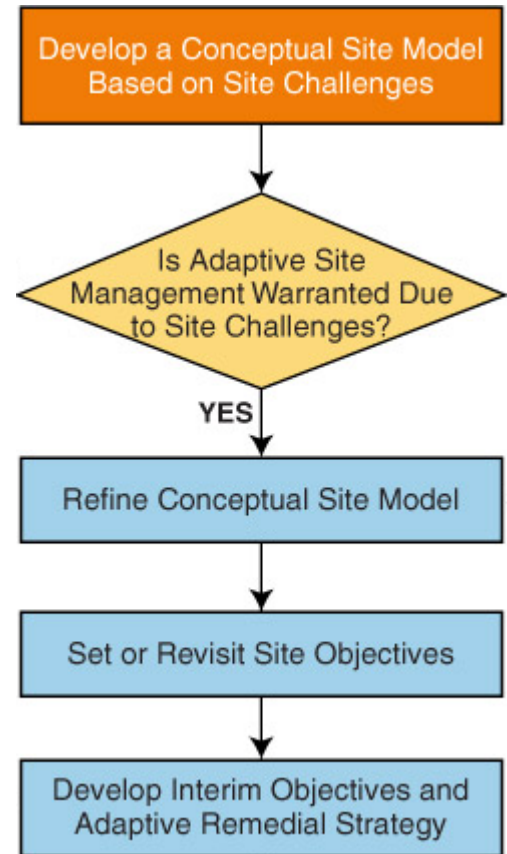 Develop a Conceptual Site Model
Based on Site Challenges
Is Adaptive Site
Management Warranted Due
to Site Challenges?
YES
Refine Conceptual Site Model
Set or Revisit Site Objectives
Develop Interim Objectives and
Adaptive Remedial Strategy